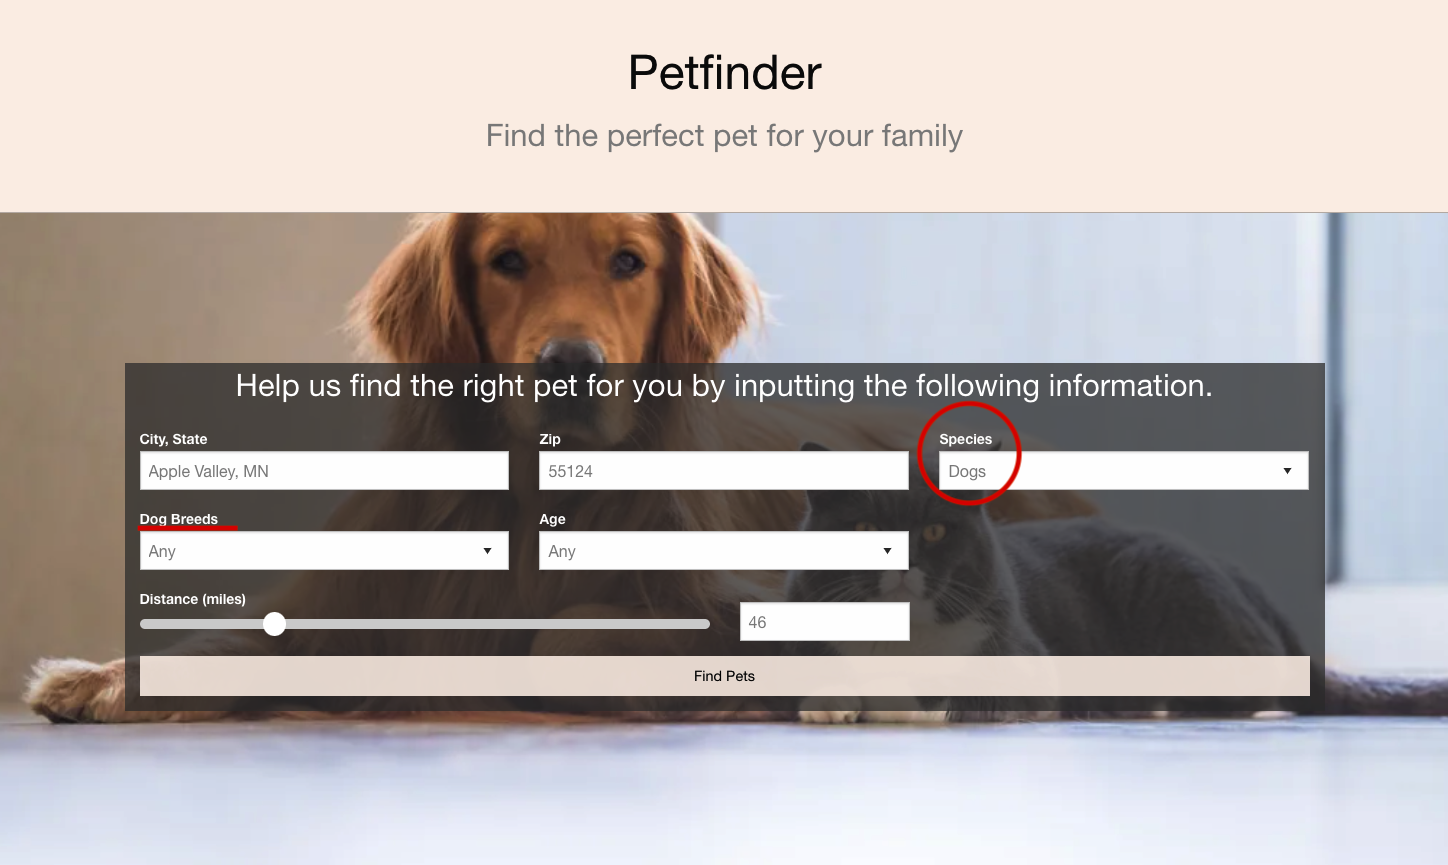 Petfinder
Find the perfect pet for your family
Help us find the right pet for you by inputting the following information.
City, State
Zip
Species
Apple Valley, MN
55124
Dogs
Dog Breeds
Age
Any
Any
Distance (miles)
46
Find Pets